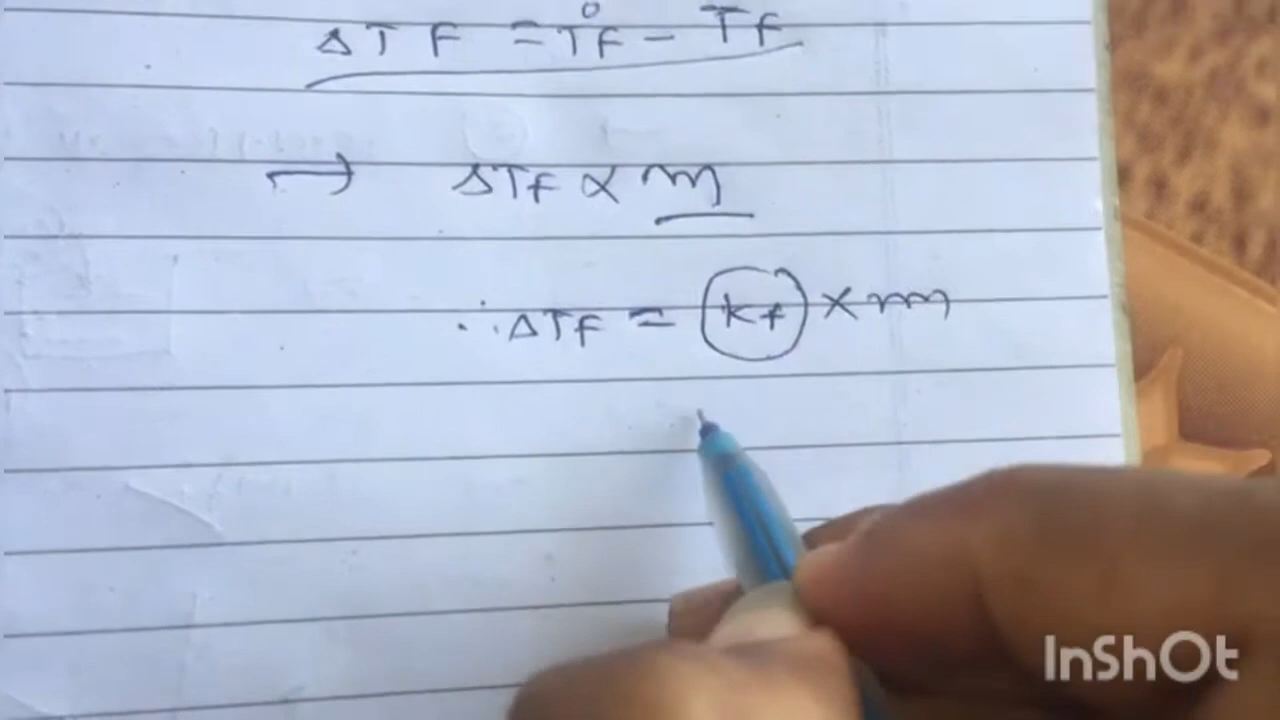 ΔTF = T°F - TF
→ ΔTF ∝ m
∴ ΔTF = Kf × m
InShOt